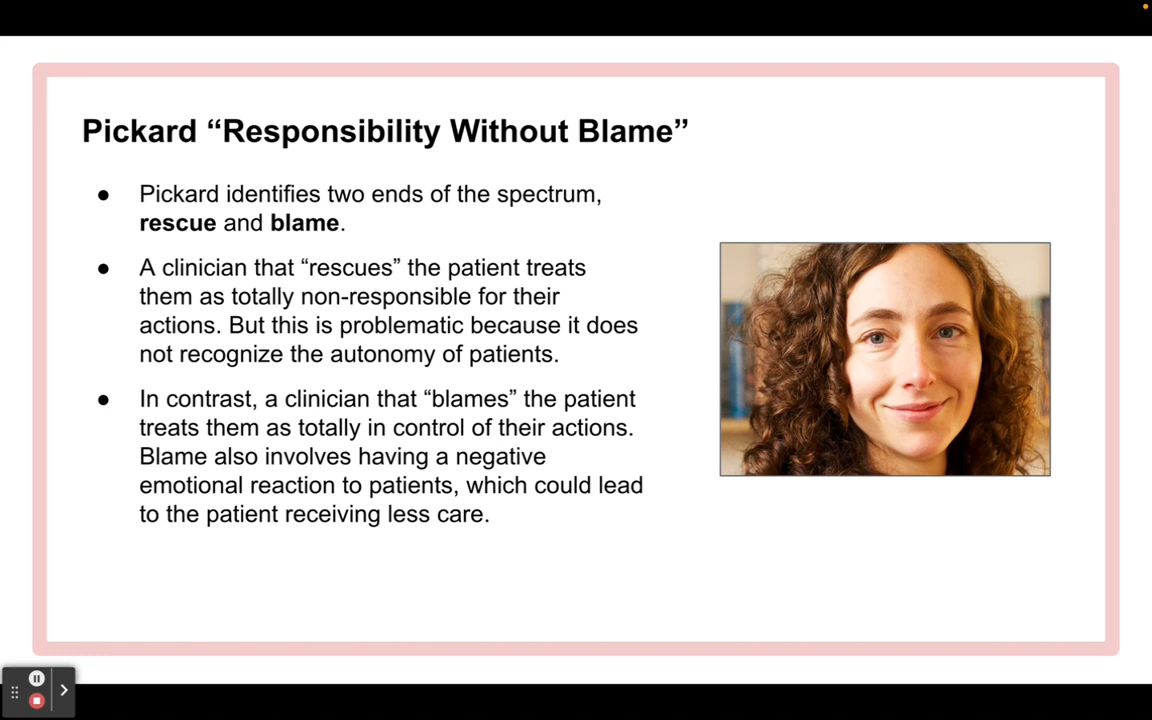 Pickard “Responsibility Without Blame”
● Pickard identifies two ends of the spectrum,
rescue and blame.
● A clinician that “rescues” the patient treats
them as totally non-responsible for their
actions. But this is problematic because it does
not recognize the autonomy of patients.
● In contrast, a clinician that “blames” the patient
treats them as totally in control of their actions.
Blame also involves having a negative
emotional reaction to patients, which could lead
to the patient receiving less care.